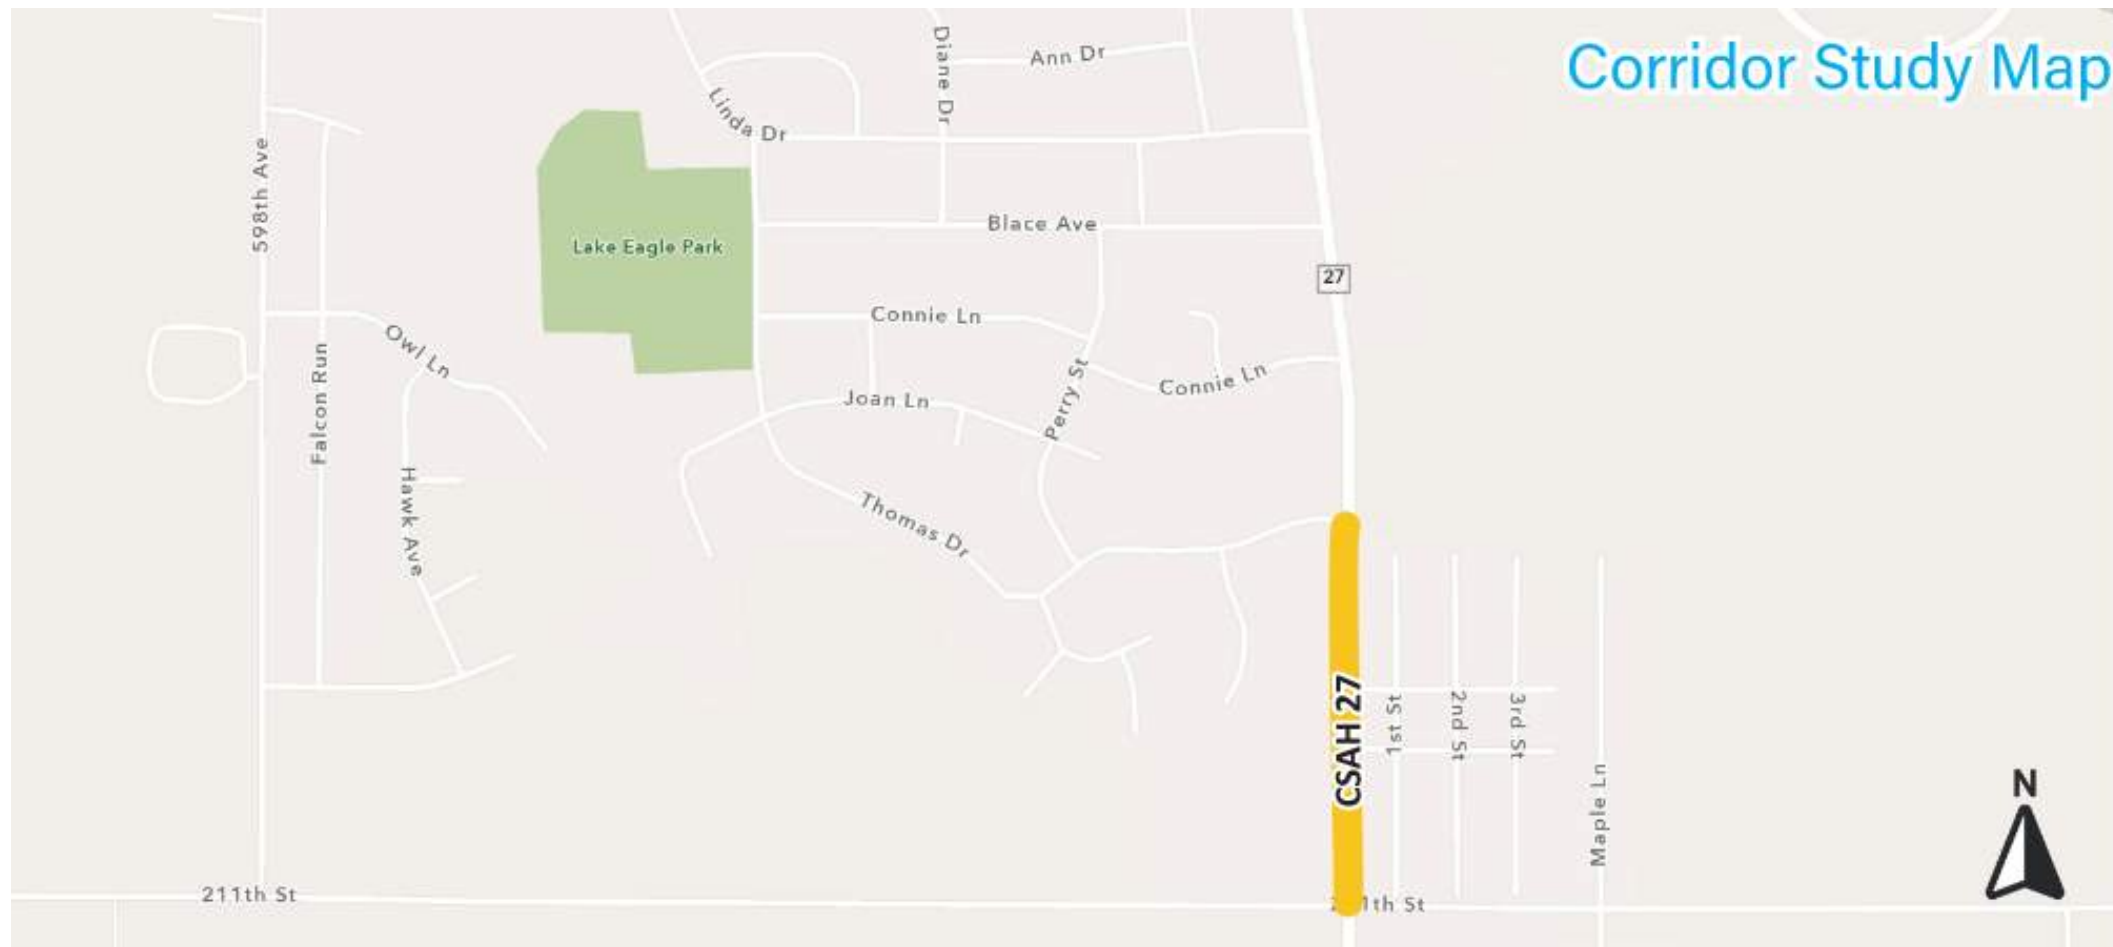 Corridor Study Map
Diane Dr
Ann Dr
Linda Dr
598th Ave
Blace Ave
Lake Eagle Park
27
Connie Ln
Owl Ln
Falcon Run
Perry St
Connie Ln
Joan Ln
Hawk Ave
Thomas Dr
CSAH 27
1st St
2nd St
3rd St
Maple Ln
N
211th St
1th St